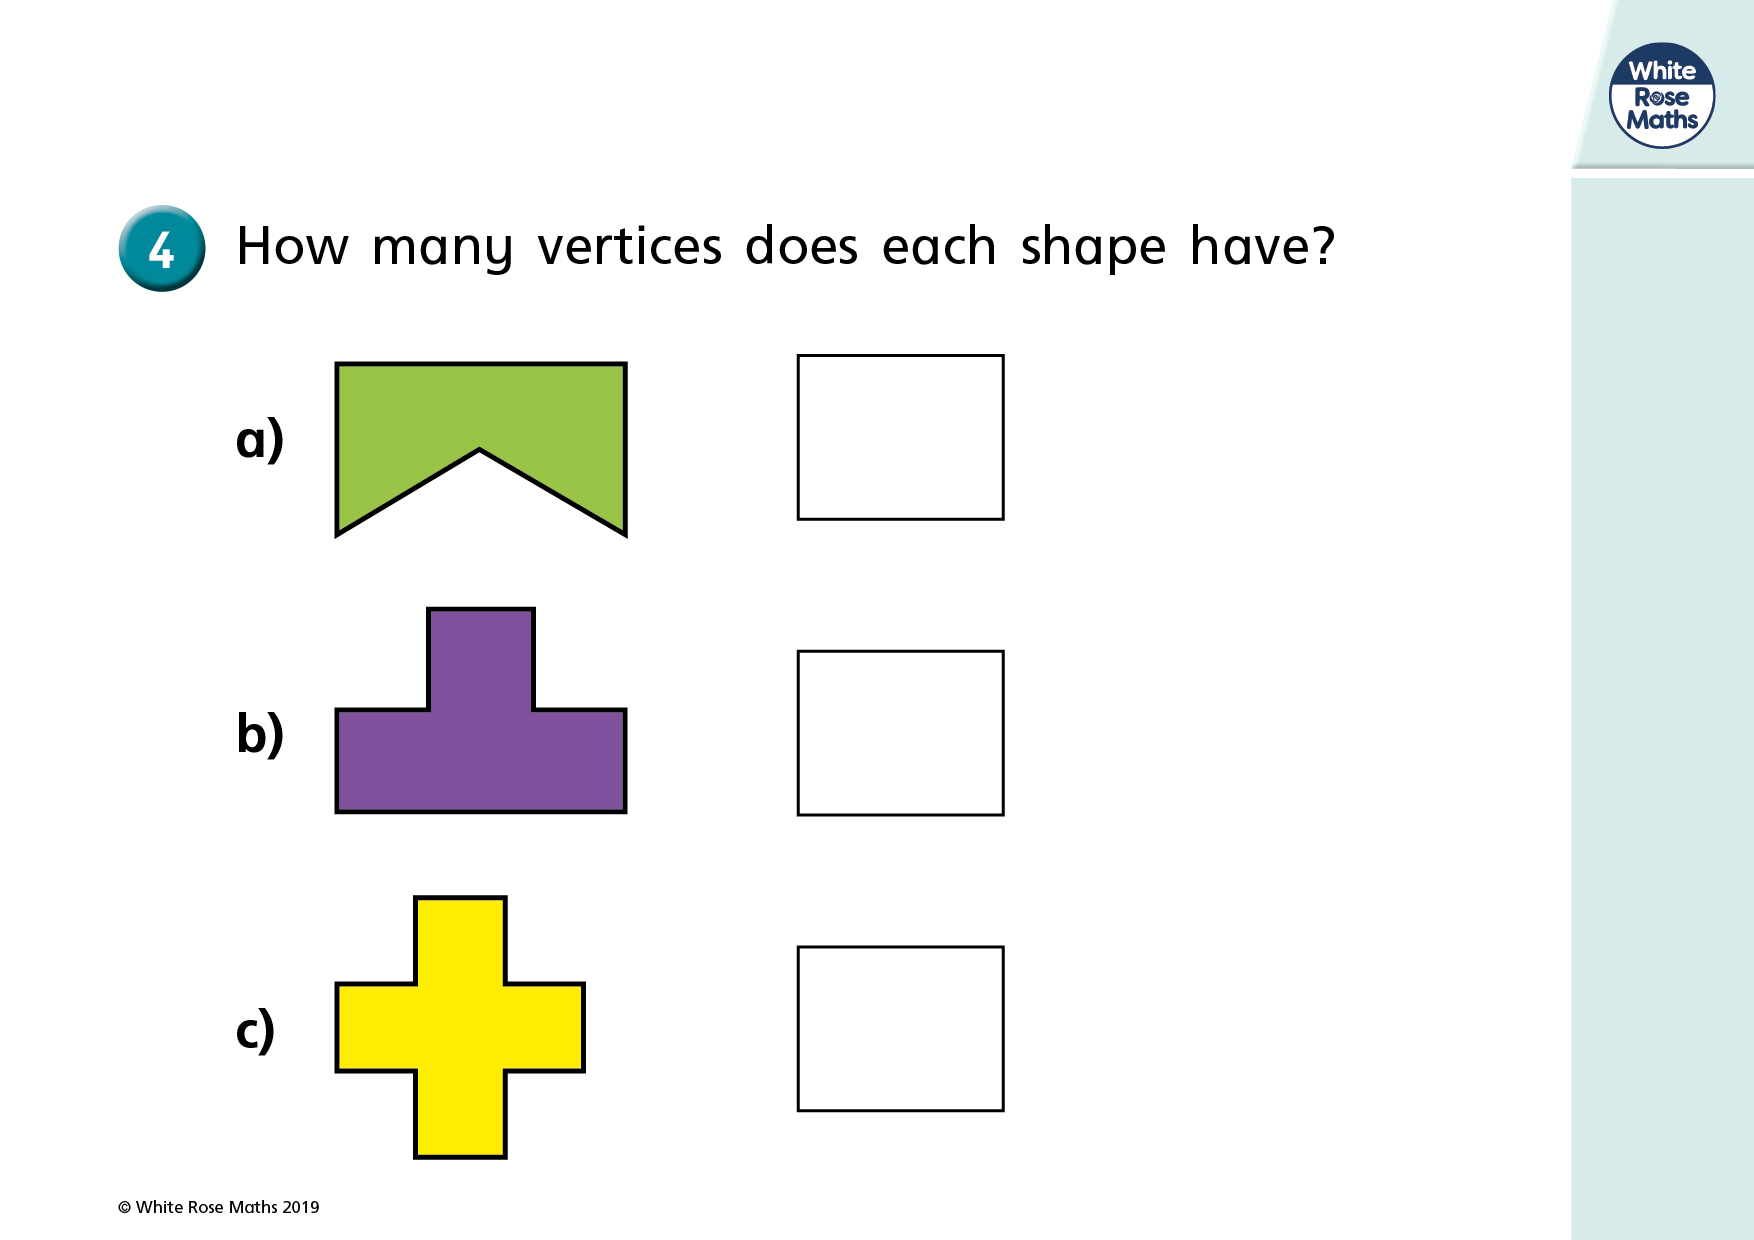 White
Rose
Maths
4 How many vertices does each shape have?
a)
b)
c)
© White Rose Maths 2019